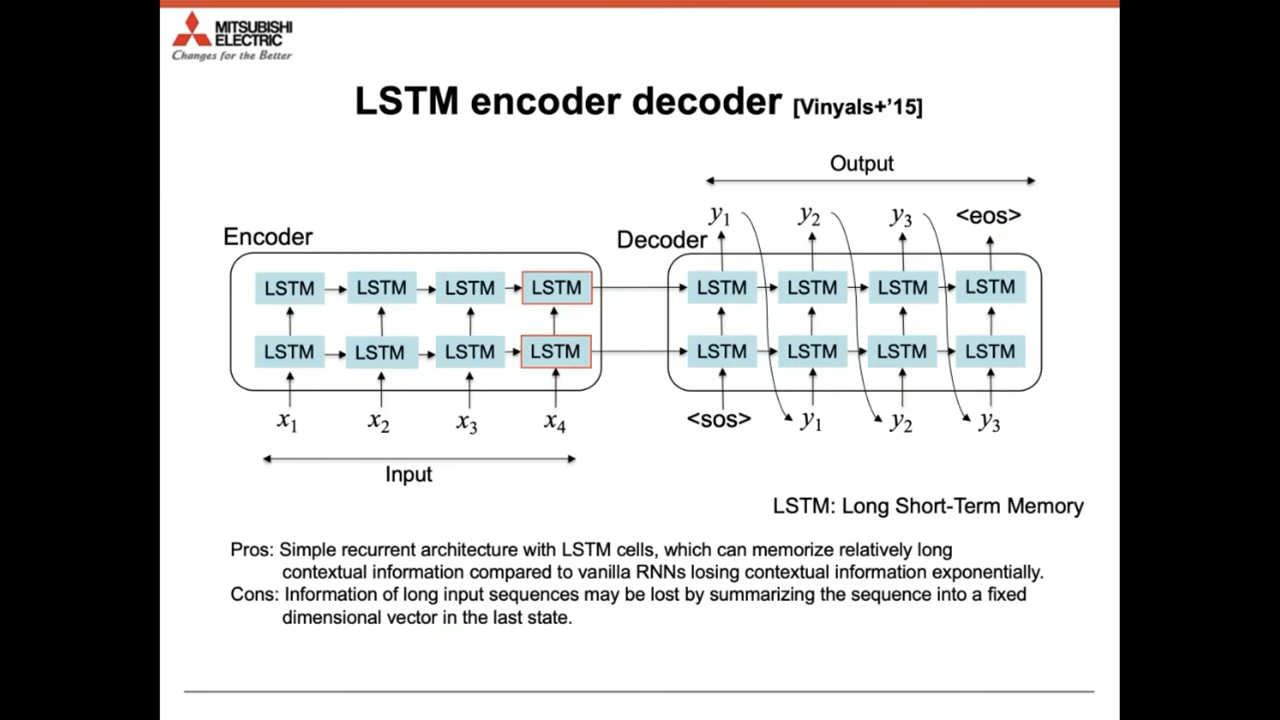 MITSUBISHI
ELECTRIC
Changes for the Better
LSTM encoder decoder [Vinyals+'15]
Output
y1 y2 y3 <eos>
Encoder
Decoder
LSTM LSTM LSTM LSTM LSTM LSTM LSTM LSTM
LSTM LSTM LSTM LSTM LSTM LSTM LSTM LSTM
x1 x2 x3 x4 <sos> y1 y2 y3
Input
LSTM: Long Short-Term Memory
Pros: Simple recurrent architecture with LSTM cells, which can memorize relatively long
contextual information compared to vanilla RNNs losing contextual information exponentially.
Cons: Information of long input sequences may be lost by summarizing the sequence into a fixed
dimensional vector in the last state.